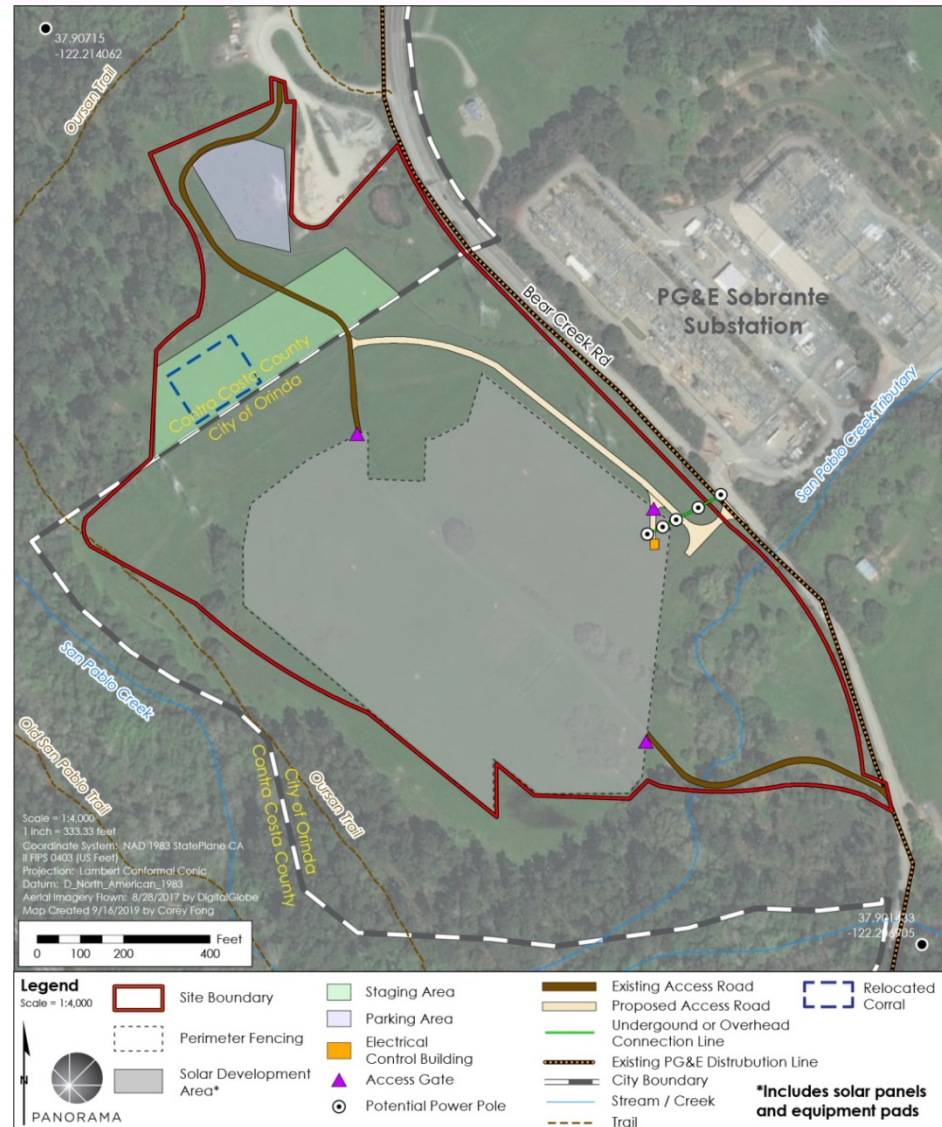 37.90715
-122.214062
Oursan Trail
Bear Creek Rd
PG&E Sobrante
Substation
San Pablo Creek Tributary
Contra Costa County
City of Orinda
San Pablo Creek
Old San Pablo Trail
Oursan Trail
City of Orinda
Contra Costa County
Scale = 1:4,000
1 Inch = 333.33 feet
Coordinate System: NAD 1983 StatePlane CA
II FIPS 0403 (US Feet)
Projection: Lambert Conformal Conic
Datum: D_North_American_1983
Aerial Imagery Flown: 8/28/2017 by DigitalGlobe
Map Created 9/16/2019 by Corey Fong
Feet
0 100 200 400
37.901433
Legend
Scale = 1:4,000
N
PANORAMA
Site Boundary
Perimeter Fencing
Solar Development
Area*
Staging Area
Parking Area
Electrical
Control Building
Access Gate
Potential Power Pole
Existing Access Road
Proposed Access Road
Undergound or Overhead
Connection Line
Existing PG&E Distrubution Line
City Boundary
Stream / Creek
Trail
Relocated
Corral
*Includes solar panels
and equipment pads